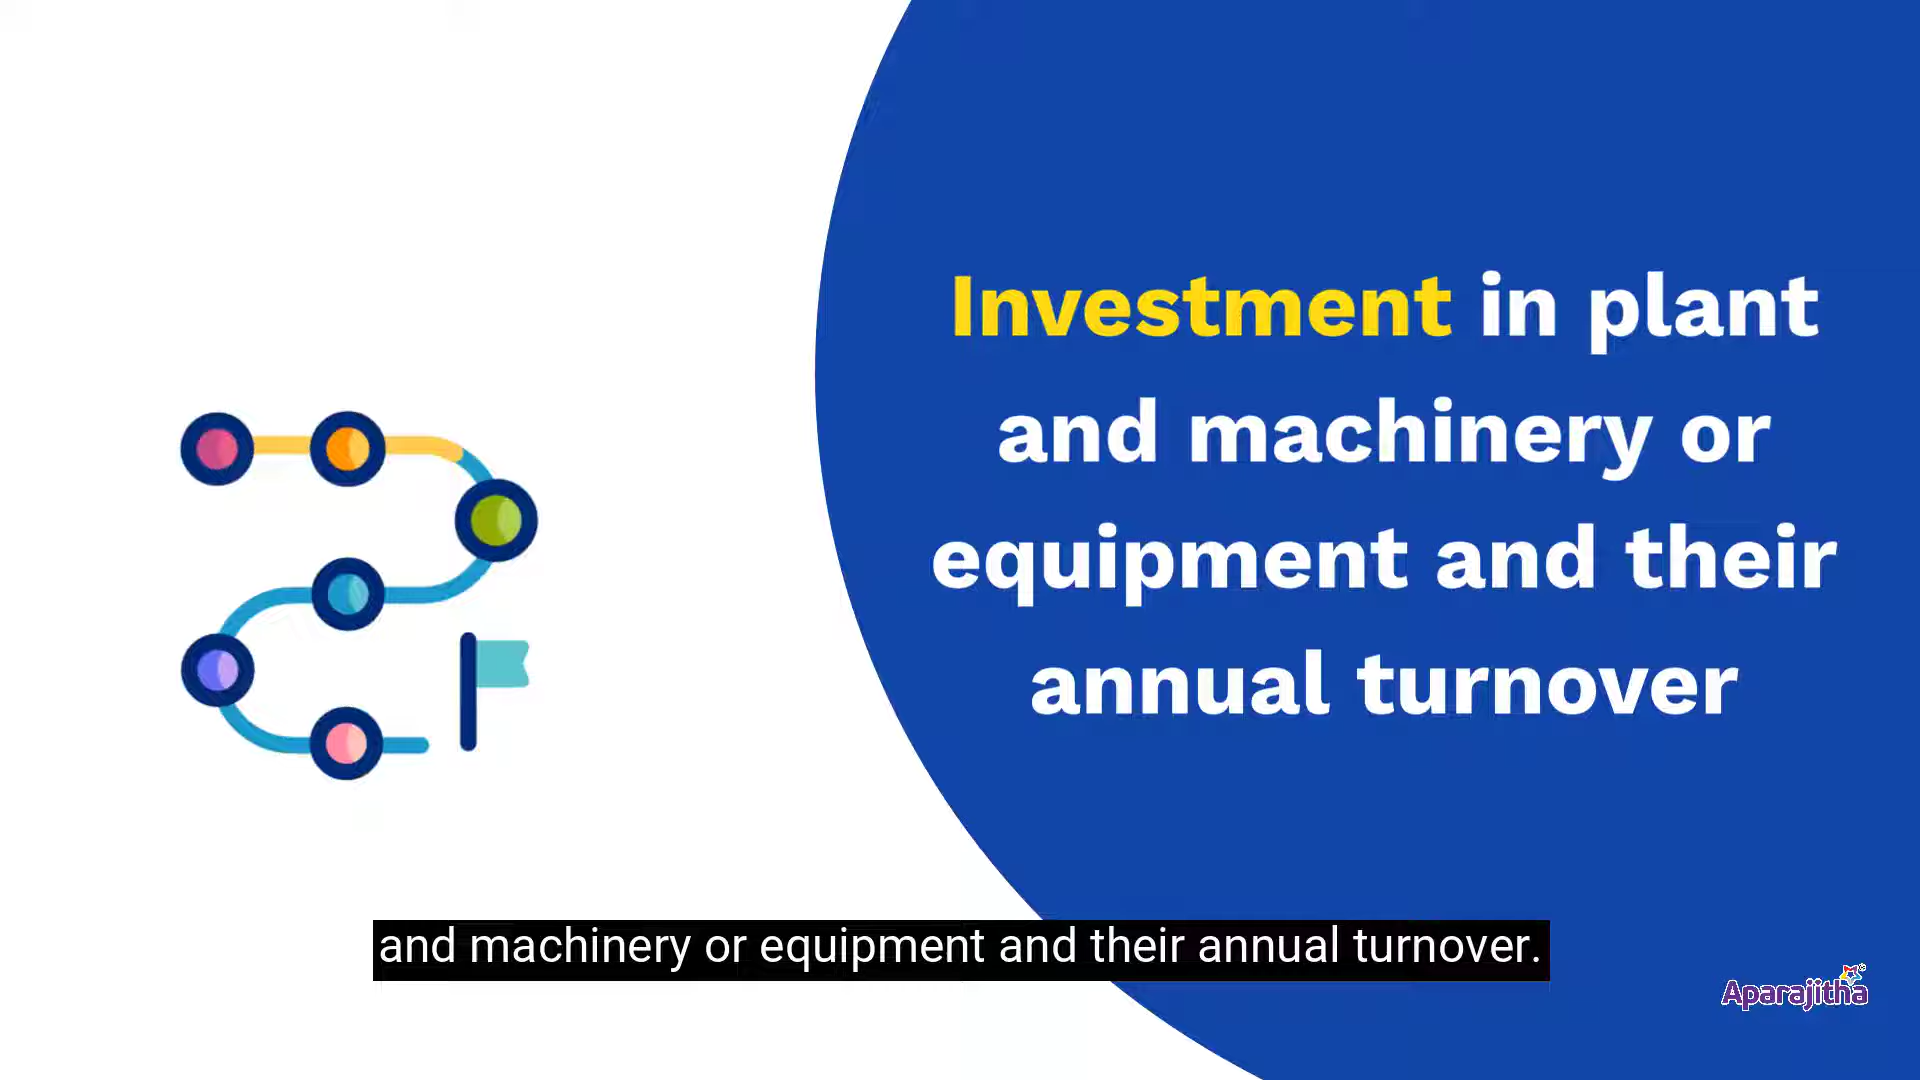 Investment in plant
and machinery or
equipment and their
annual turnover
and machinery or equipment and their annual turnover.
Aparajitha